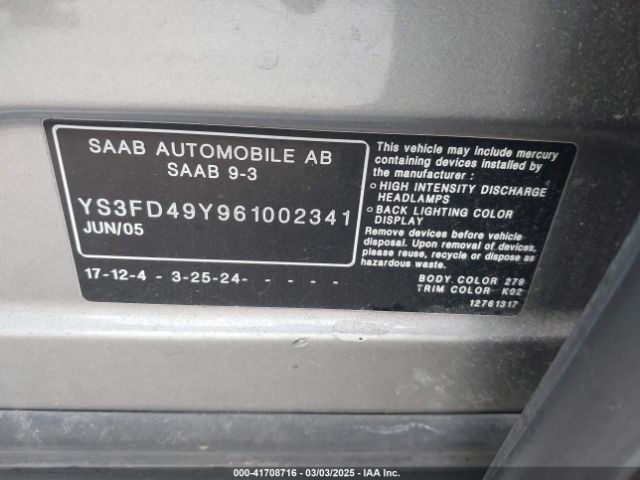 SAAB AUTOMOBILE AB
SAAB 9-3
YS3FD49Y961002341
JUN/05
17-12-4 - 3-25-24- - - - -
This vehicle may include mercury
containing devices installed by
the manufacturer :
○ HIGH INTENSITY DISCHARGE
HEADLAMPS
○ BACK LIGHTING COLOR
DISPLAY
Remove devices before vehicle
disposal. Upon removal of devices,
please reuse, recycle or dispose as
hazardous waste.
BODY COLOR 279
TRIM COLOR K02
12761317
000-41708716 - 03/03/2025 - IAA Inc.